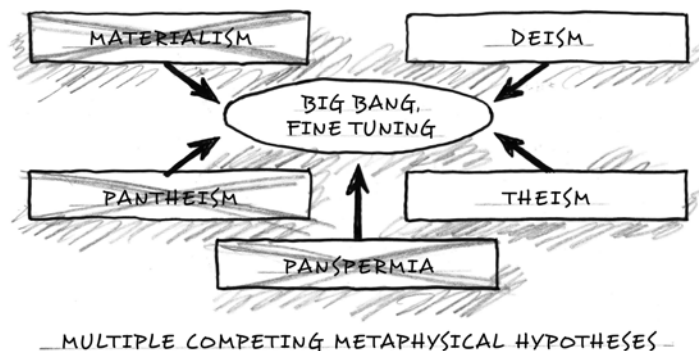 MATERIALISM
DEISM
BIG BANG,
FINE TUNING
PANTHEISM
THEISM
PANSPERMIA
MULTIPLE COMPETING METAPHYSICAL HYPOTHESES